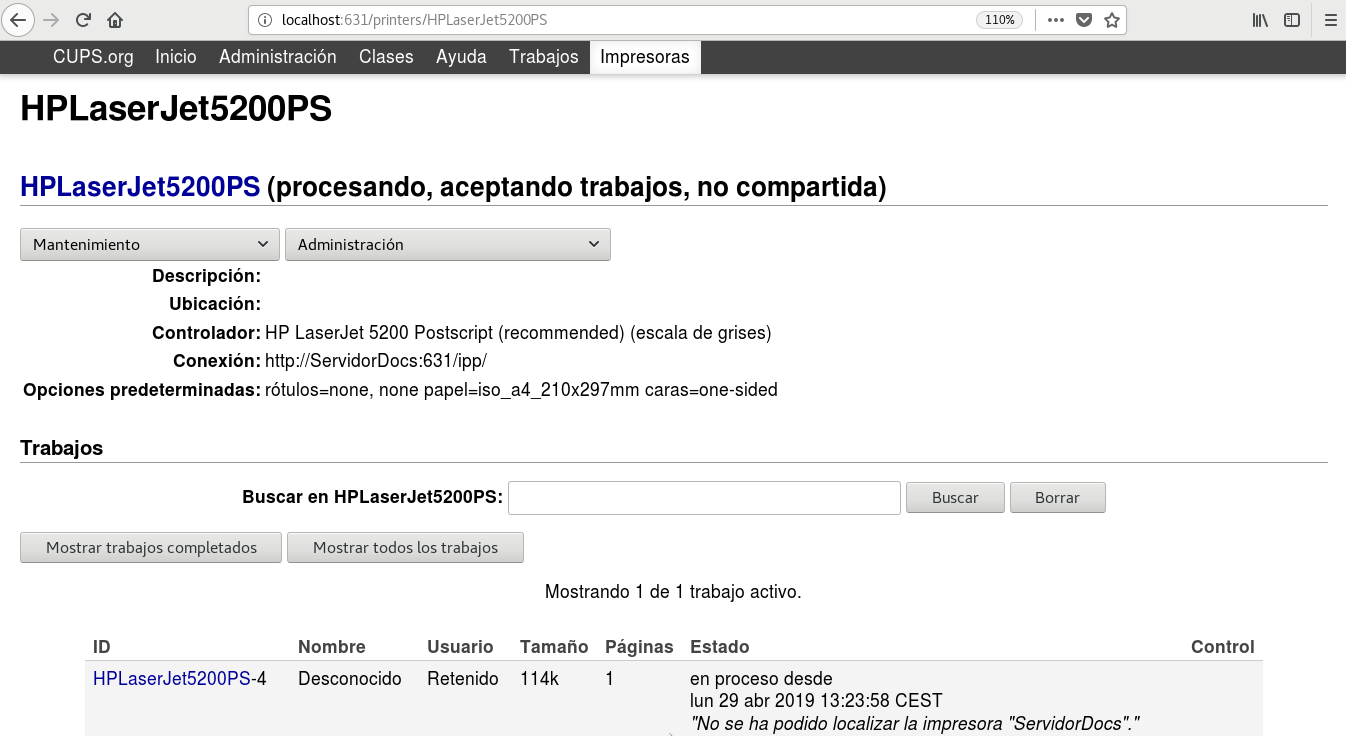 localhost:631/printers/HPLaserJet5200PS 110%
CUPS.org Inicio Administración Clases Ayuda Trabajos Impresoras
HPLaserJet5200PS
HPLaserJet5200PS (procesando, aceptando trabajos, no compartida)
Mantenimiento Administración
Descripción:
Ubicación:
Controlador: HP LaserJet 5200 Postscript (recommended) (escala de grises)
Conexión: http://ServidorDocs:631/ipp/
Opciones predeterminadas: rótulos=none, none papel=iso_a4_210x297mm caras=one-sided
Trabajos
Buscar en HPLaserJet5200PS: Buscar Borrar
Mostrar trabajos completados Mostrar todos los trabajos
Mostrando 1 de 1 trabajo activo.
ID Nombre Usuario Tamaño Páginas Estado Control
HPLaserJet5200PS-4 Desconocido Retenido 114k 1 en proceso desde
lun 29 abr 2019 13:23:58 CEST
"No se ha podido localizar la impresora "ServidorDocs"."